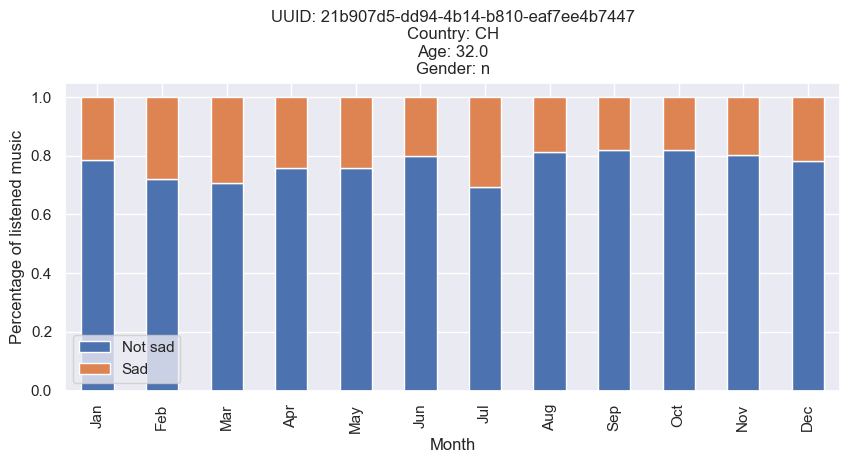 UUID: 21b907d5-dd94-4b14-b810-eaf7ee4b7447
Country: CH
Age: 32.0
Gender: n
Percentage of listened music
1.0
0.8
0.6
0.4
0.2
0.0
Not sad
Sad
Jan
Feb
Mar
Apr
May
Jun
Jul
Aug
Sep
Oct
Nov
Dec
Month